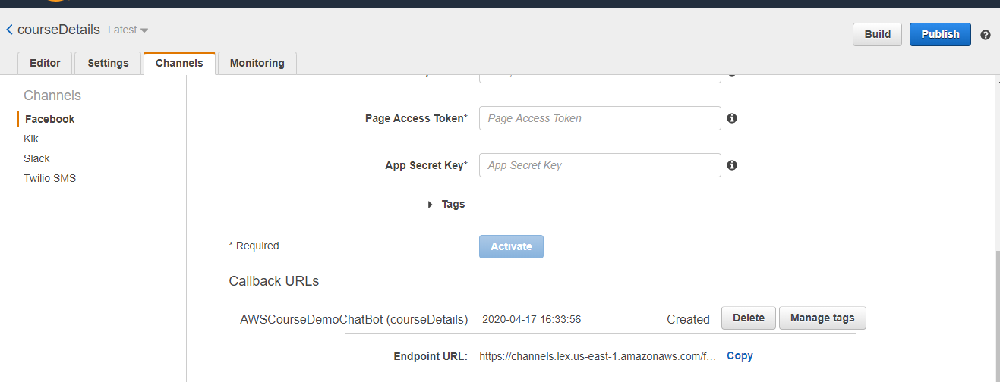 courseDetails Latest
Build Publish
Editor Settings Channels Monitoring
Channels
Facebook
Kik
Slack
Twilio SMS
Page Access Token* Page Access Token
App Secret Key* App Secret Key
Tags
* Required Activate
Callback URLs
AWSCourseDemoChatBot (courseDetails) 2020-04-17 16:33:56 Created Delete Manage tags
Endpoint URL: https://channels.lex.us-east-1.amazonaws.com/f... Copy